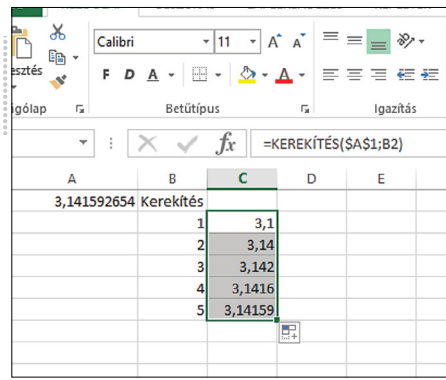 Calibri 11 A A
esztés
F D A A
gólap Betűtípus Igazítás
fx =KEREKÍTÉS($A$1;B2)
A B C D E
3,141592654 Kerekítés
1 3,1
2 3,14
3 3,142
4 3,1416
5 3,14159